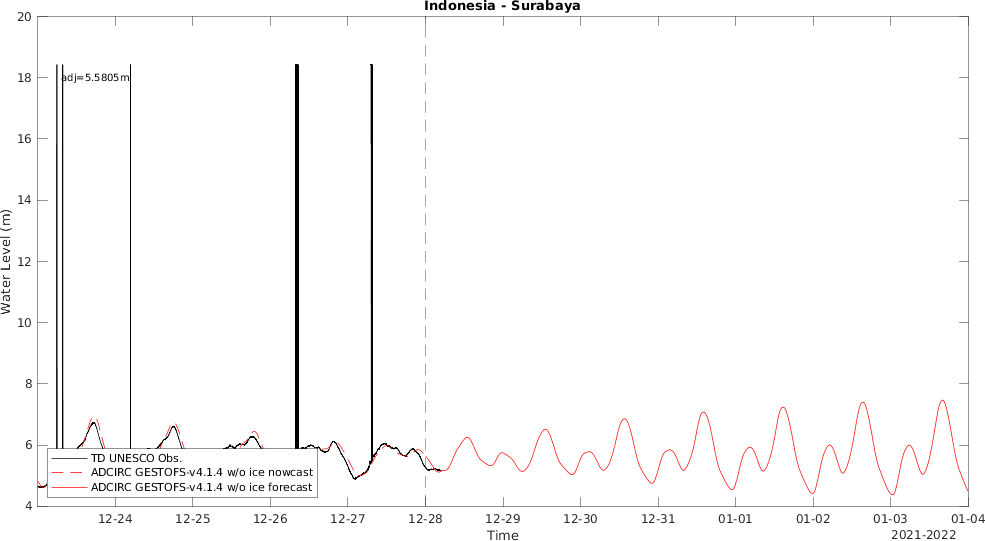 Indonesia - Surabaya
20
18
16
14
12
10
8
6
4
Water Level (m)
adj=5.5805m
TD UNESCO Obs.
ADCIRC GESTOFS-v4.1.4 w/o ice nowcast
ADCIRC GESTOFS-v4.1.4 w/o ice forecast
12-24 12-25 12-26 12-27 12-28 12-29 12-30 12-31 01-01 01-02 01-03 01-04
Time
2021-2022